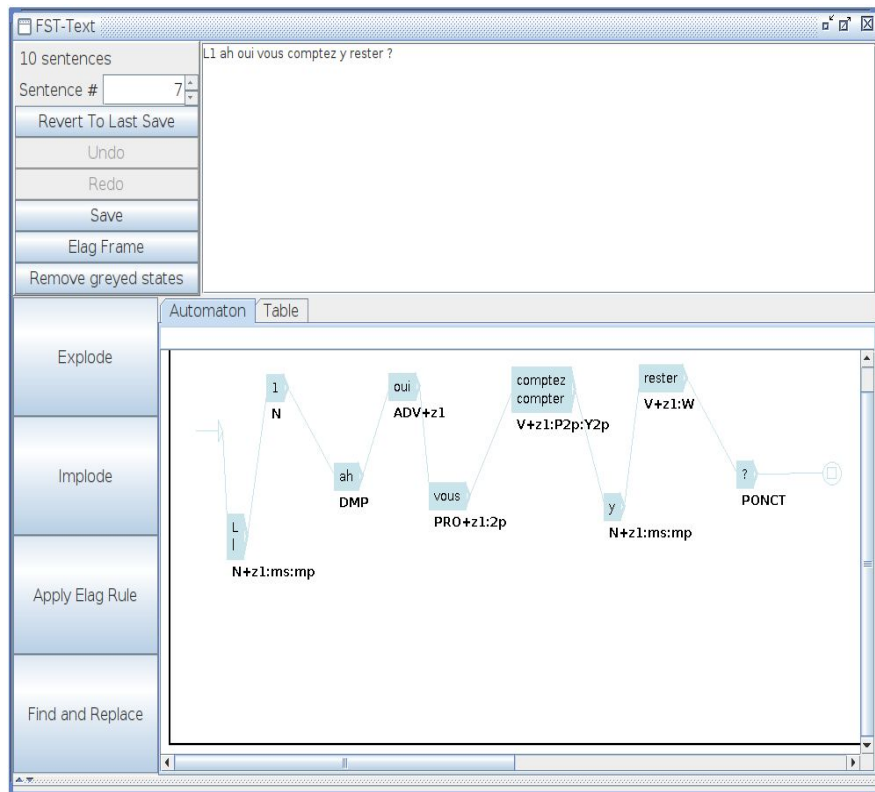 FST-Text
10 sentences
Sentence # 7
Revert To Last Save
Undo
Redo
Save
Elag Frame
Remove greyed states
L1 ah oui vous comptez y rester ?
Explode
Implode
Apply Elag Rule
Find and Replace
Automaton Table
L
l
N+z1:ms:mp
1
N
ah
DMP
oui
ADV+z1
vous
PRO+z1:2p
comptez
compter
V+z1:P2p:Y2p
y
N+z1:ms:mp
rester
V+z1:W
?
PONCT